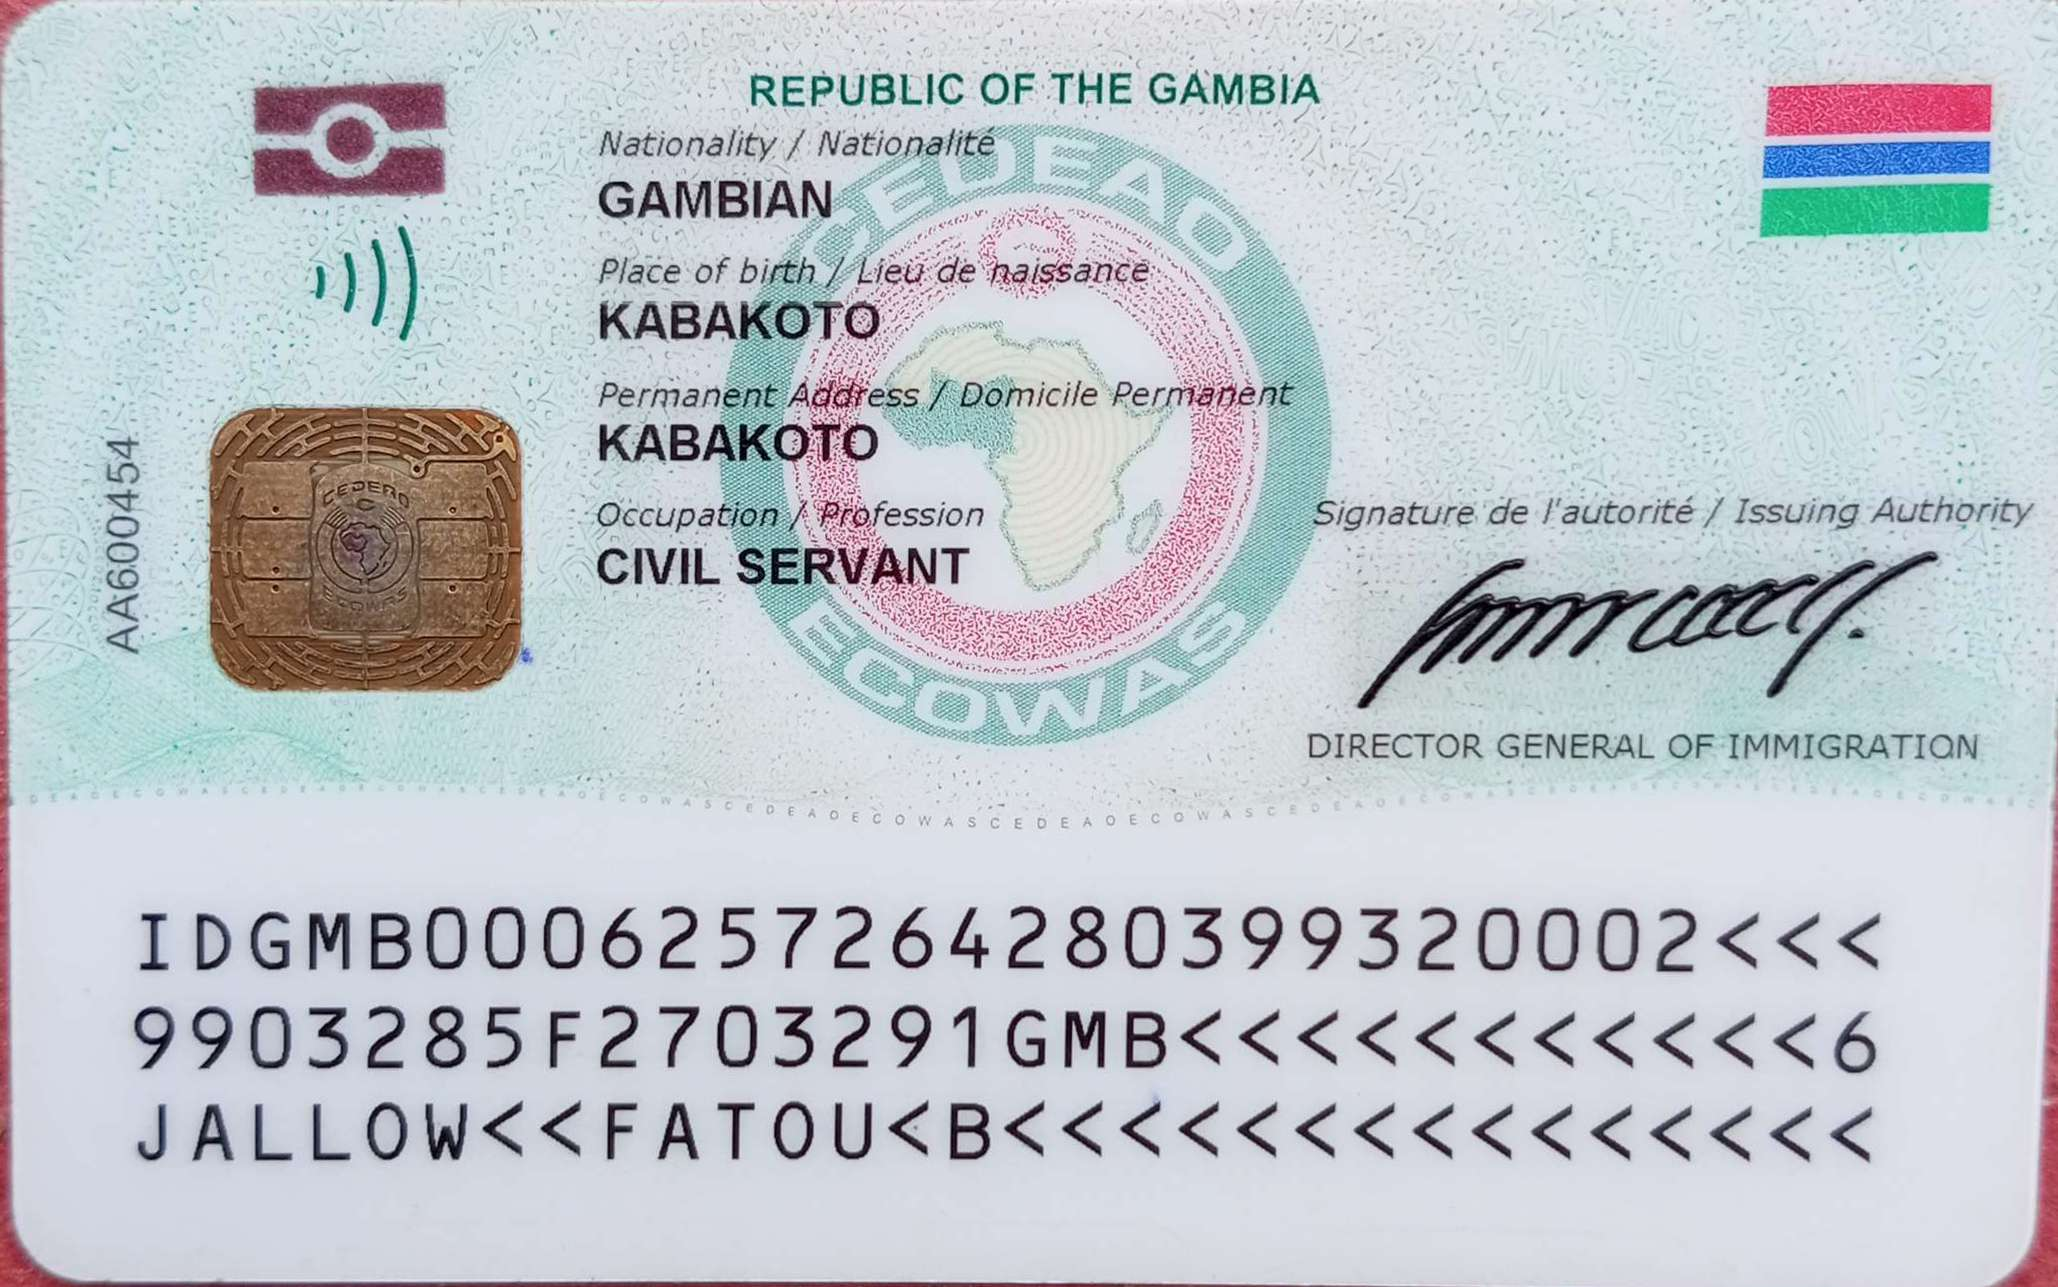 REPUBLIC OF THE GAMBIA
Nationality / Nationalité
GAMBIAN
Place of birth / Lieu de naissance
KABAKOTO
Permanent Address / Domicile Permanent
KABAKOTO
Occupation / Profession
CIVIL SERVANT
AA600454
CEDEAO
ECOWAS
CEDEAO
ECOWAS
Signature de l'autorité / Issuing Authority
DIRECTOR GENERAL OF IMMIGRATION
IDGMB0006257264280399320002<<<
9903285F2703291GMB<<<<<<<<<<<6
JALLOW<<FATOU<B<<<<<<<<<<<<<<<